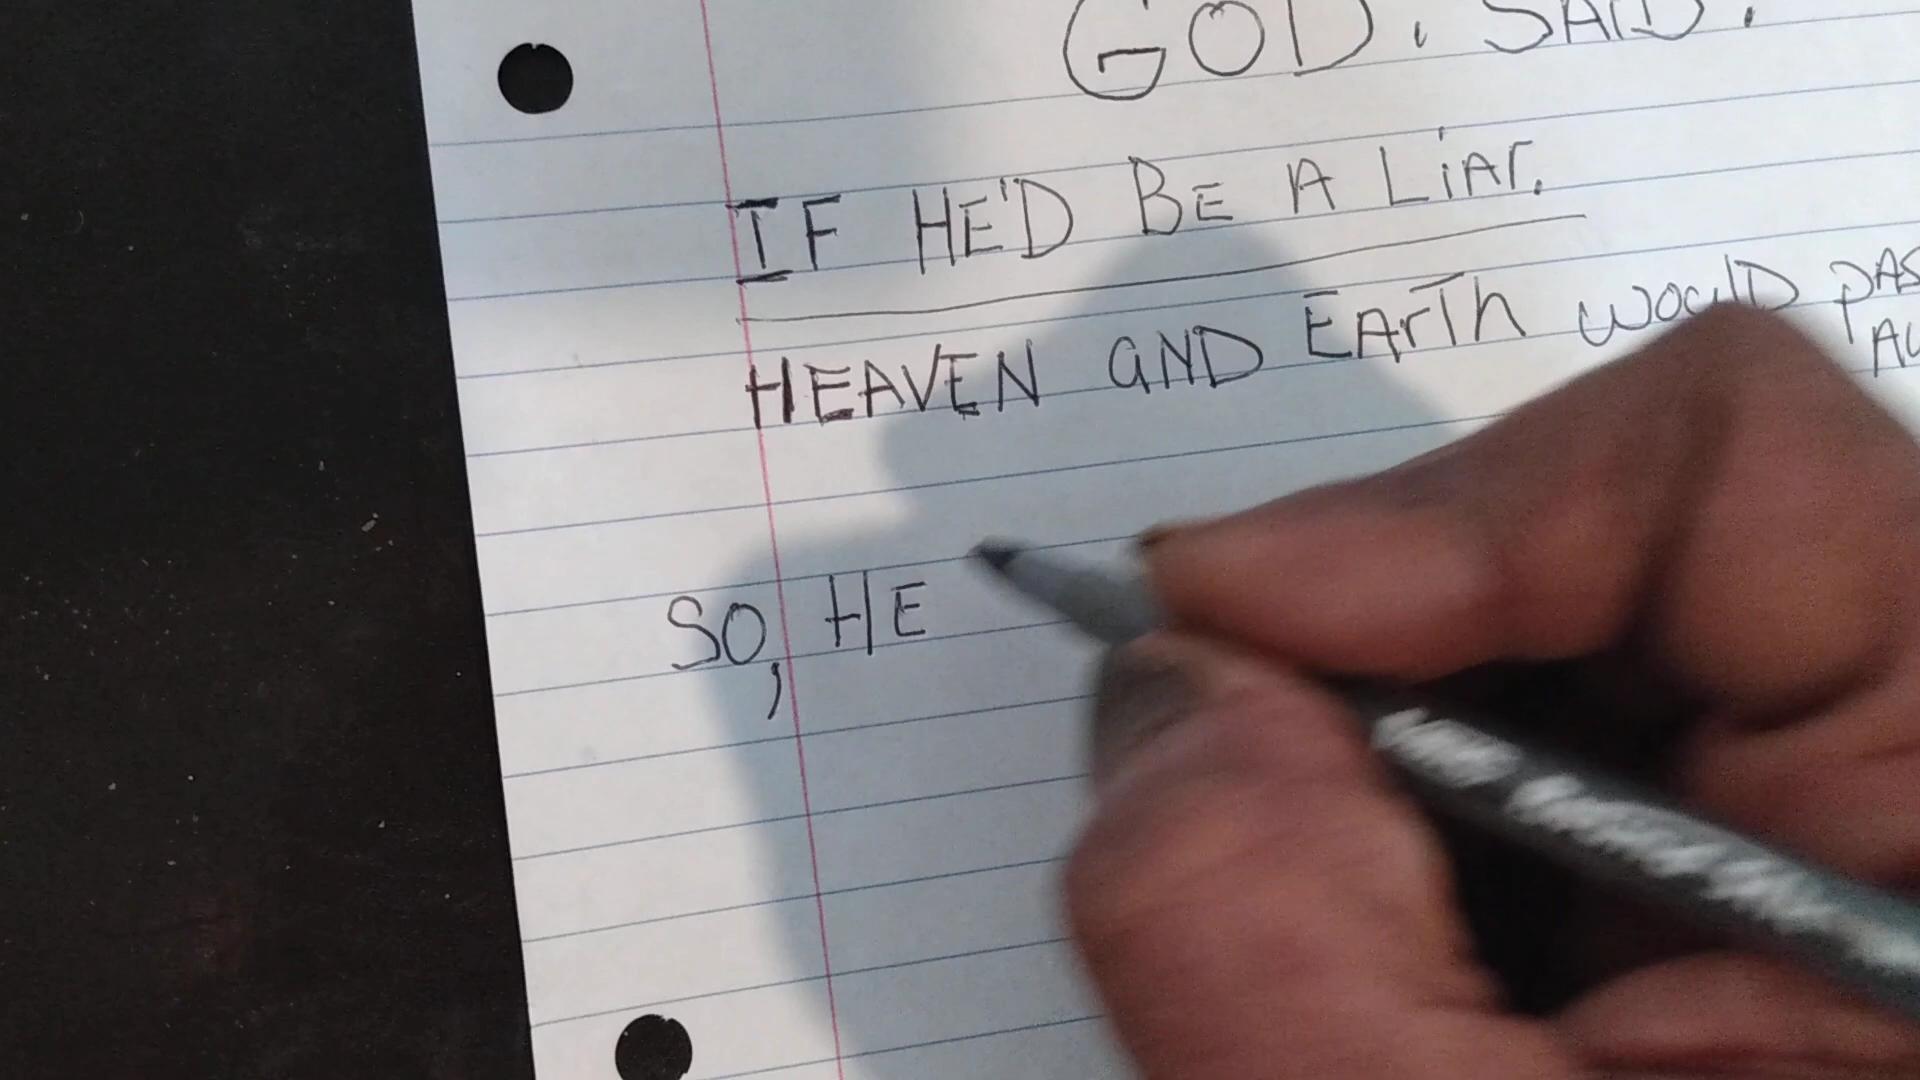 GOD. SAID.
IF HE'D BE A LiAr.
HEAVEN AND EArTh WOULD
SO, HE